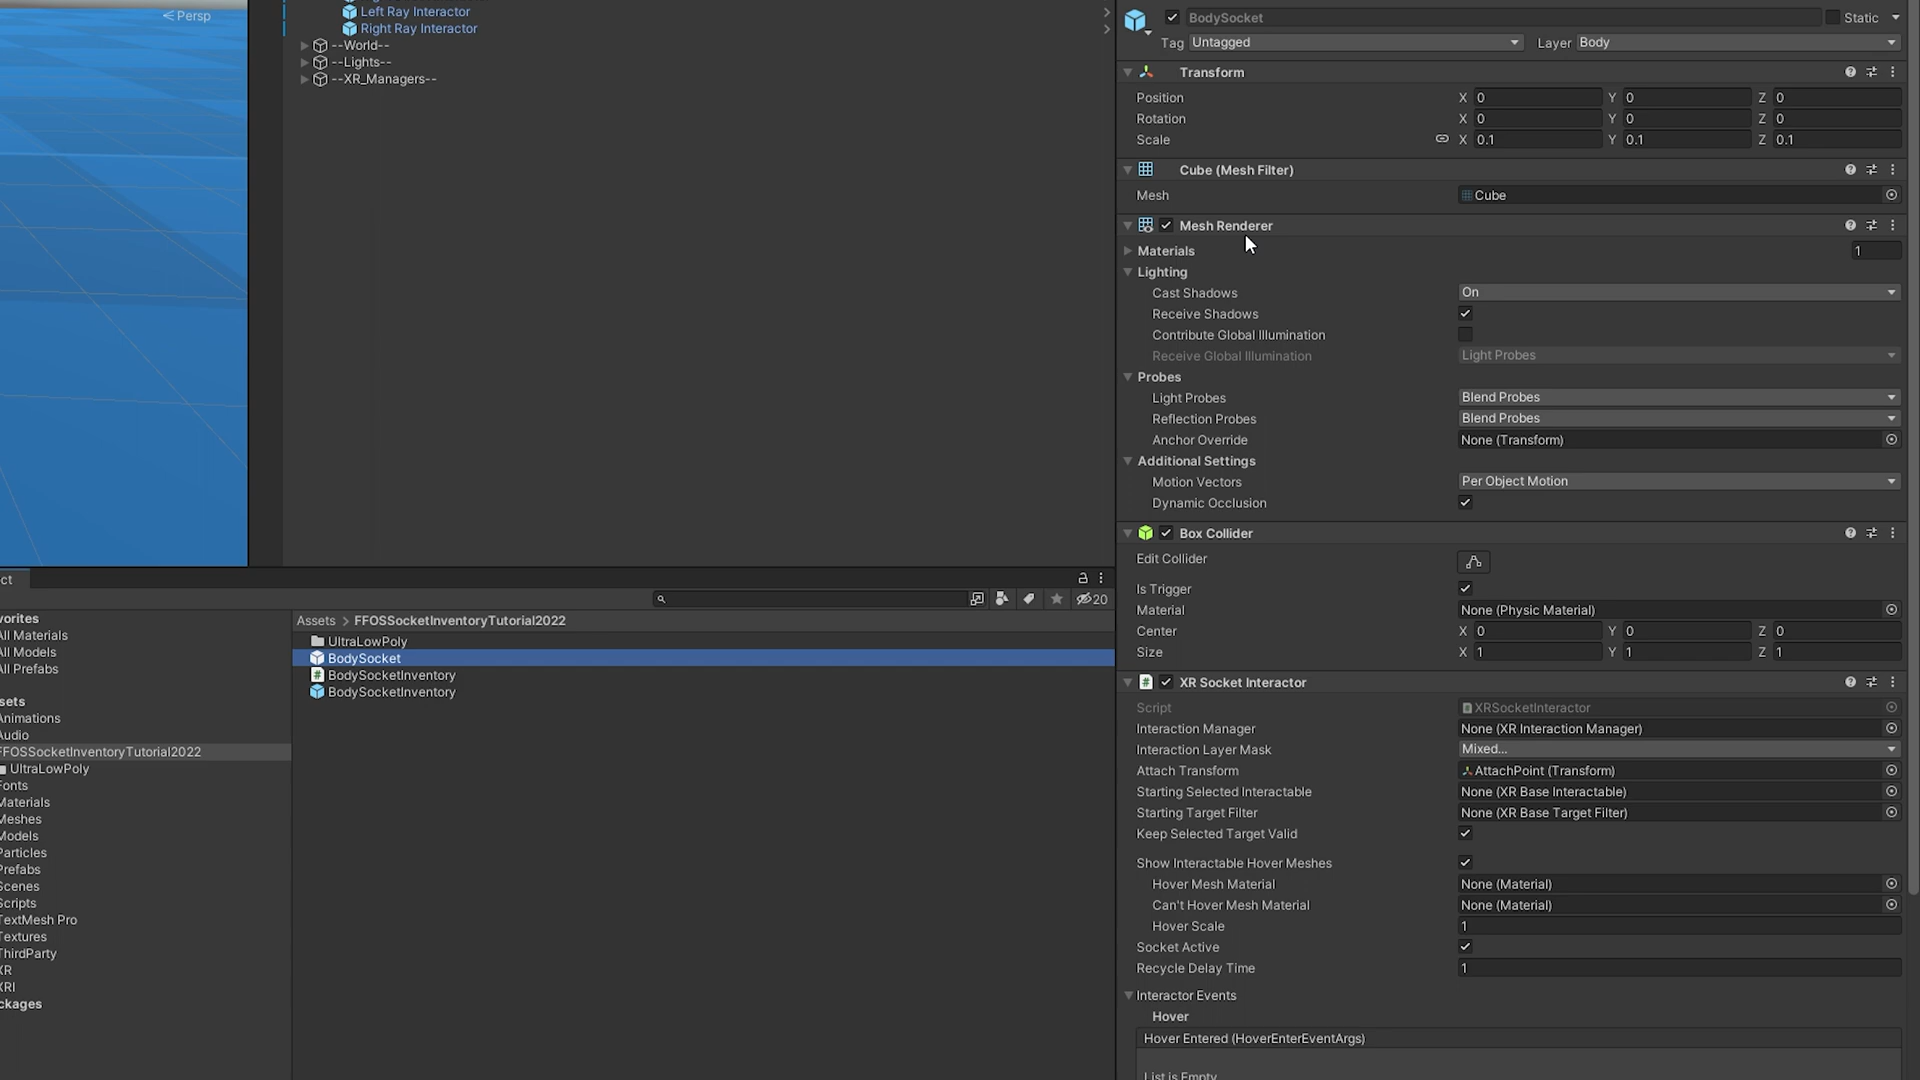 Persp
Left Ray Interactor
Right Ray Interactor
--World--
--Lights--
--XR_Managers--
BodySocket
Static
Tag Untagged
Layer Body
Transform
Position X 0 Y 0 Z 0
Rotation X 0 Y 0 Z 0
Scale X 0.1 Y 0.1 Z 0.1
Cube (Mesh Filter)
Mesh Cube
Mesh Renderer
Materials 1
Lighting
Cast Shadows On
Receive Shadows
Contribute Global Illumination
Receive Global Illumination Light Probes
Probes
Light Probes Blend Probes
Reflection Probes Blend Probes
Anchor Override None (Transform)
Additional Settings
Motion Vectors Per Object Motion
Dynamic Occlusion
Box Collider
Edit Collider
Is Trigger
Material None (Physic Material)
Center X 0 Y 0 Z 0
Size X 1 Y 1 Z 1
XR Socket Interactor
Script XRSocketInteractor
Interaction Manager None (XR Interaction Manager)
Interaction Layer Mask Mixed...
Attach Transform AttachPoint (Transform)
Starting Selected Interactable None (XR Base Interactable)
Starting Target Filter None (XR Base Target Filter)
Keep Selected Target Valid
Show Interactable Hover Meshes
Hover Mesh Material None (Material)
Can't Hover Mesh Material None (Material)
Hover Scale 1
Socket Active
Recycle Delay Time 1
Interactor Events
Hover
Hover Entered (HoverEnterEventArgs)
List is Empty
ct
20
vorites
All Materials
All Models
All Prefabs
sets
Animations
Audio
FFOSSocketInventoryTutorial2022
UltraLowPoly
Fonts
Materials
Meshes
Models
Particles
Prefabs
Scenes
Scripts
TextMesh Pro
Textures
ThirdParty
XR
XRI
ckages
Assets > FFOSSocketInventoryTutorial2022
UltraLowPoly
BodySocket
BodySocketInventory
BodySocketInventory